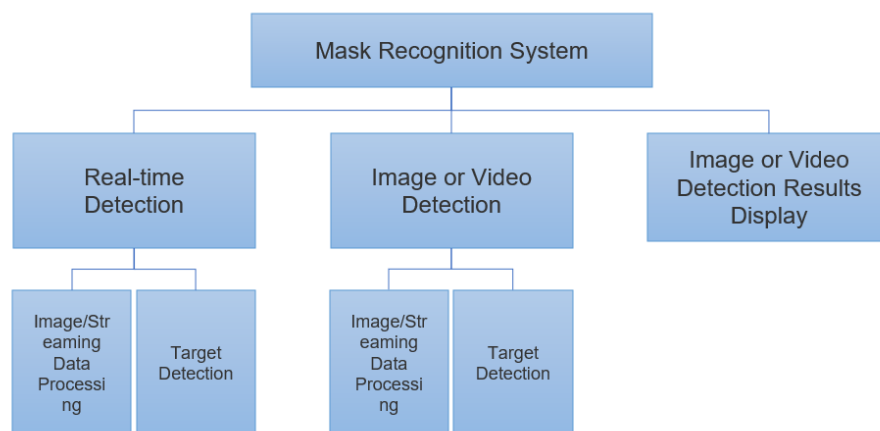 Mask Recognition System
Real-time
Detection
Image or Video
Detection
Image or Video
Detection Results
Display
Image/Str
eaming
Data
Processi
ng
Target
Detection
Image/Str
eaming
Data
Processi
ng
Target
Detection